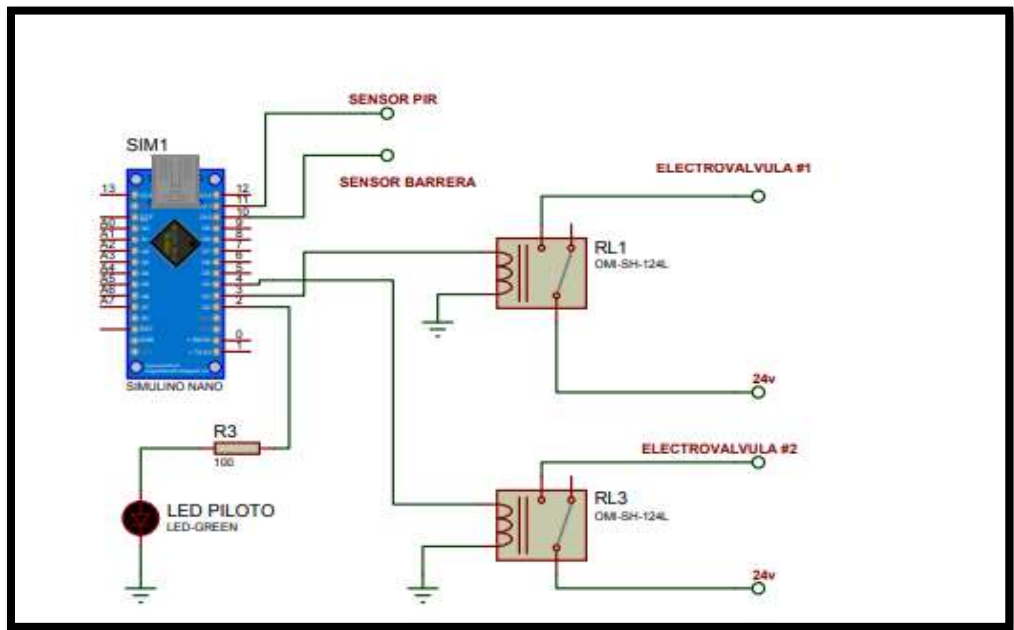 SENSOR PIR
SIM1
SENSOR BARRERA
ELECTROVALVULA #1
13
12
11
10
A0
9
A1
8
A2
7
A3
6
A4
5
A5
4
A6
3
A7
2
0
1
SIMULINO NANO
RL1
OMI-SH-124L
24v
R3
100
ELECTROVALVULA #2
LED PILOTO
LED-GREEN
RL3
OMI-SH-124L
24v